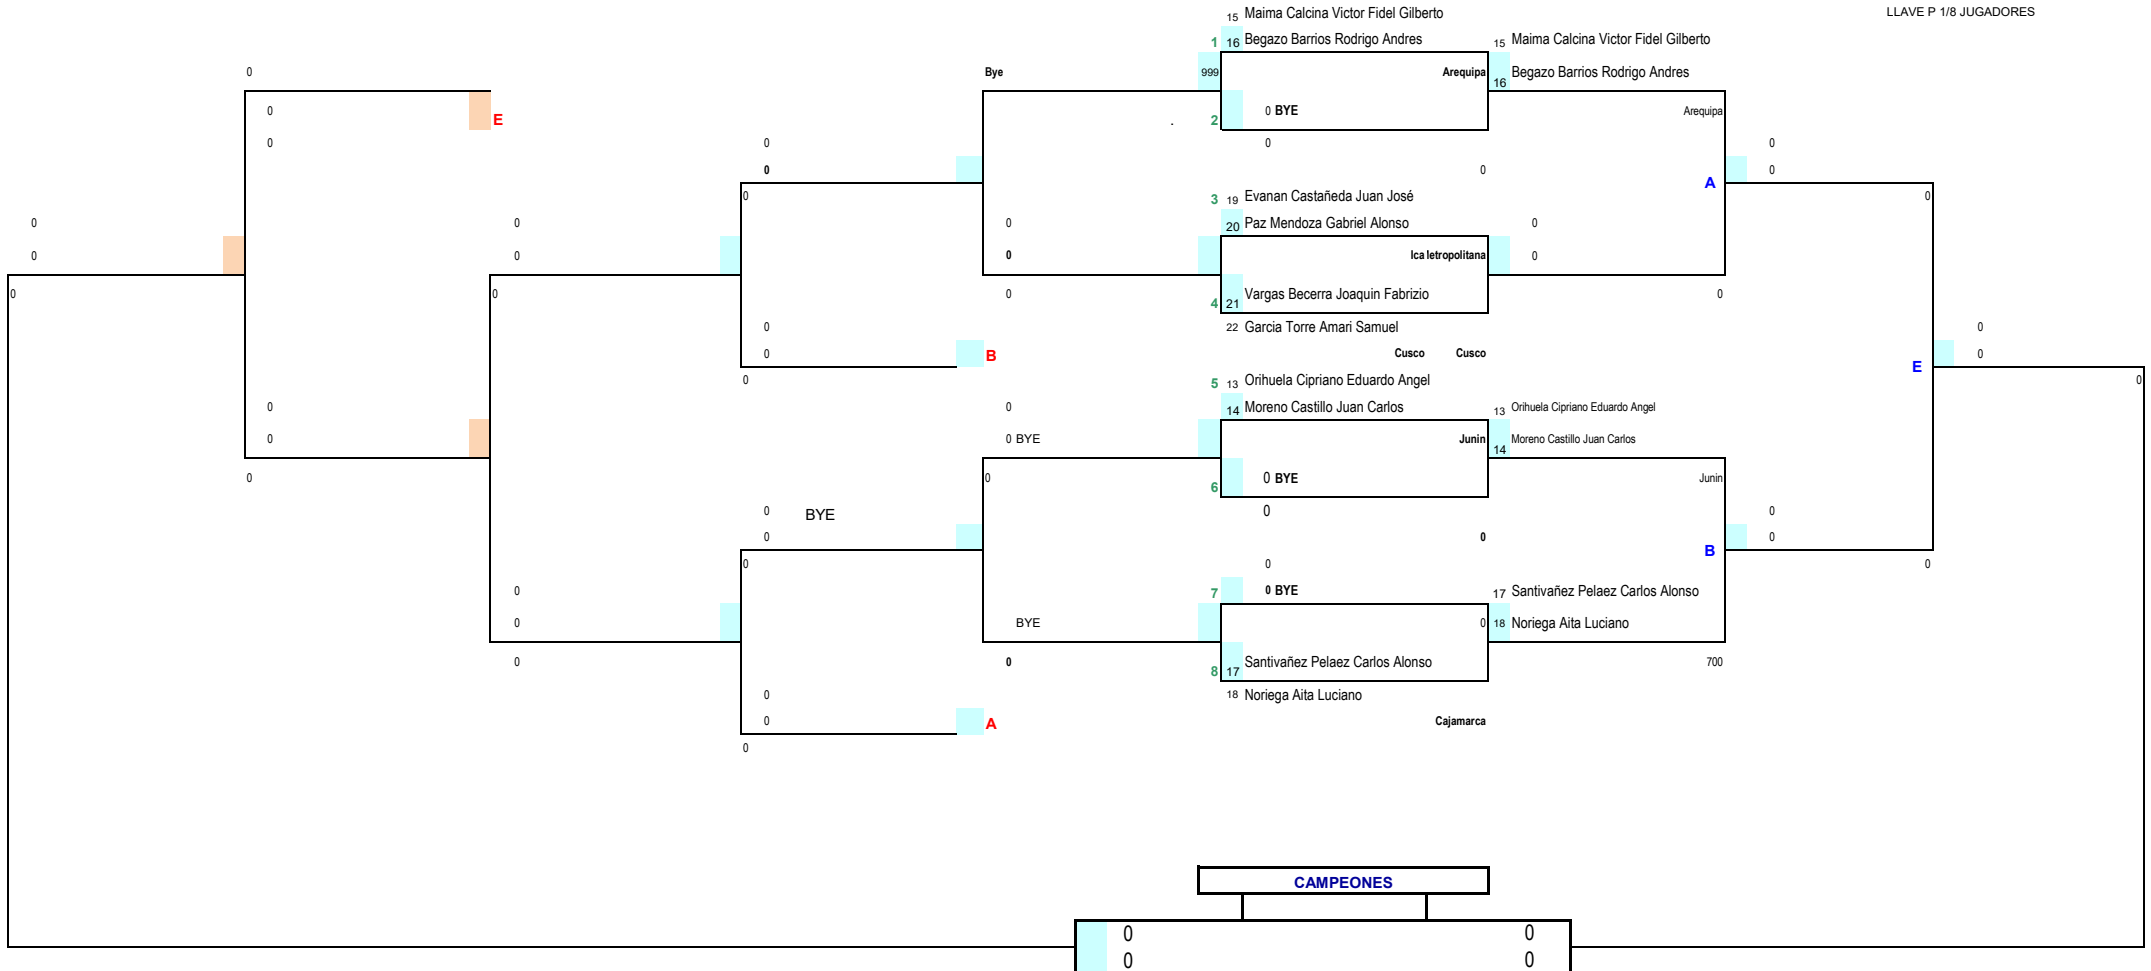 15 Maima Calcina Victor Fidel Gilberto
LLAVE P 1/8 JUGADORES
1 16 Begazo Barrios Rodrigo Andres
15 Maima Calcina Victor Fidel Gilberto
0
Bye
999
Arequipa
16 Begazo Barrios Rodrigo Andres
0
E
.
2
0 BYE
Arequipa
0
0
0
0
0
0
0
0
0
A
3 19 Evanan Castañeda Juan José
0
0
0
0
0
20 Paz Mendoza Gabriel Alonso
0
0
0
0
Ica letropolitana
0
0
0
0
4 21 Vargas Becerra Joaquin Fabrizio
0
0
22 Garcia Torre Amari Samuel
0
0
B
Cusco Cusco
0
E
0
5 13 Orihuela Cipriano Eduardo Angel
0
0
0
14 Moreno Castillo Juan Carlos
13 Orihuela Cipriano Eduardo Angel
0
0 BYE
Junin
14 Moreno Castillo Juan Carlos
0
0
6
0 BYE
Junin
0
BYE
0
0
0
0
B
0
0
0
0
0
7
0 BYE
17 Santivañez Pelaez Carlos Alonso
0
BYE
0
18 Noriega Aita Luciano
0
0
8 17 Santivañez Pelaez Carlos Alonso
700
0
18 Noriega Aita Luciano
0
A
Cajamarca
0
CAMPEONES
0
0
0
0